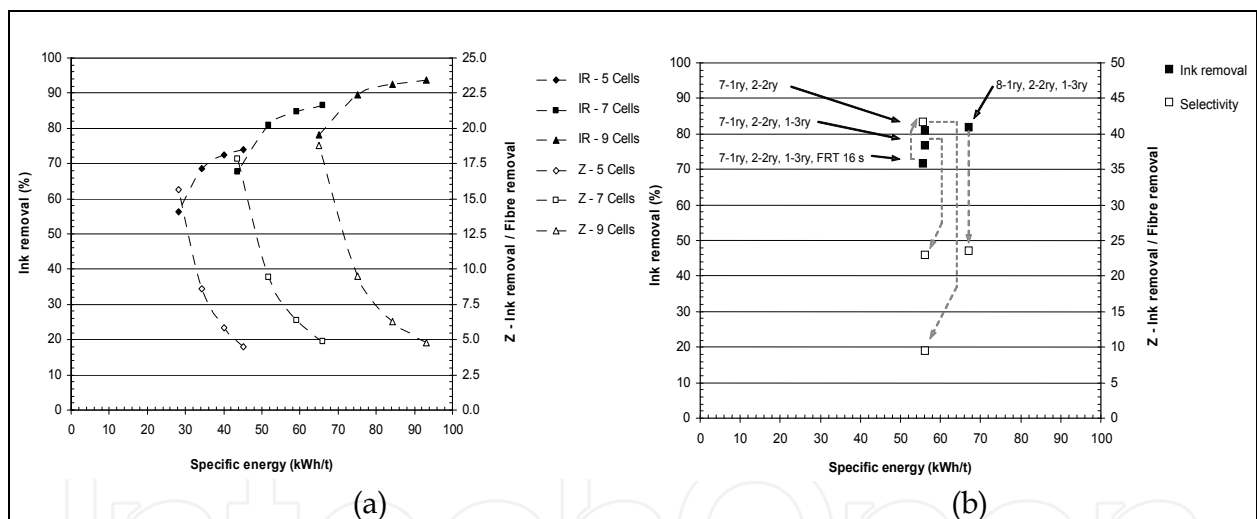 100
90
80
70
60
50
40
30
20
10
0
Ink removal (%)
0 10 20 30 40 50 60 70 80 90 100
Specific energy (kWh/t)
25.0
22.5
20.0
17.5
15.0
12.5
10.0
7.5
5.0
2.5
0.0
Z - Ink removal / Fibre removal
IR - 5 Cells
IR - 7 Cells
IR - 9 Cells
Z - 5 Cells
Z - 7 Cells
Z - 9 Cells
(a)
100
90
80
70
60
50
40
30
20
10
0
Ink removal (%)
7-1ry, 2-2ry
7-1ry, 2-2ry, 1-3ry
7-1ry, 2-2ry, 1-3ry, FRT 16 s
8-1ry, 2-2ry, 1-3ry
0 10 20 30 40 50 60 70 80 90 100
Specific energy (kWh/t)
50
45
40
35
30
25
20
15
10
5
0
Z - Ink removal / Fibre removal
Ink removal
Selectivity
(b)